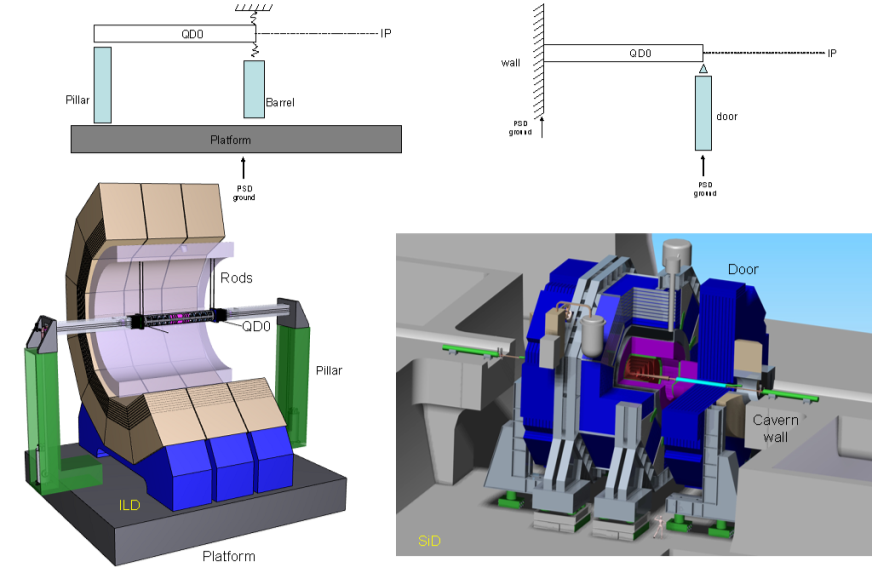 QD0
IP
Pillar
Barrel
Platform
PSD
ground
wall
QD0
IP
PSD
ground
door
PSD
ground
Rods
QD0
Pillar
ILD
Platform
Door
Cavern
wall
SiD